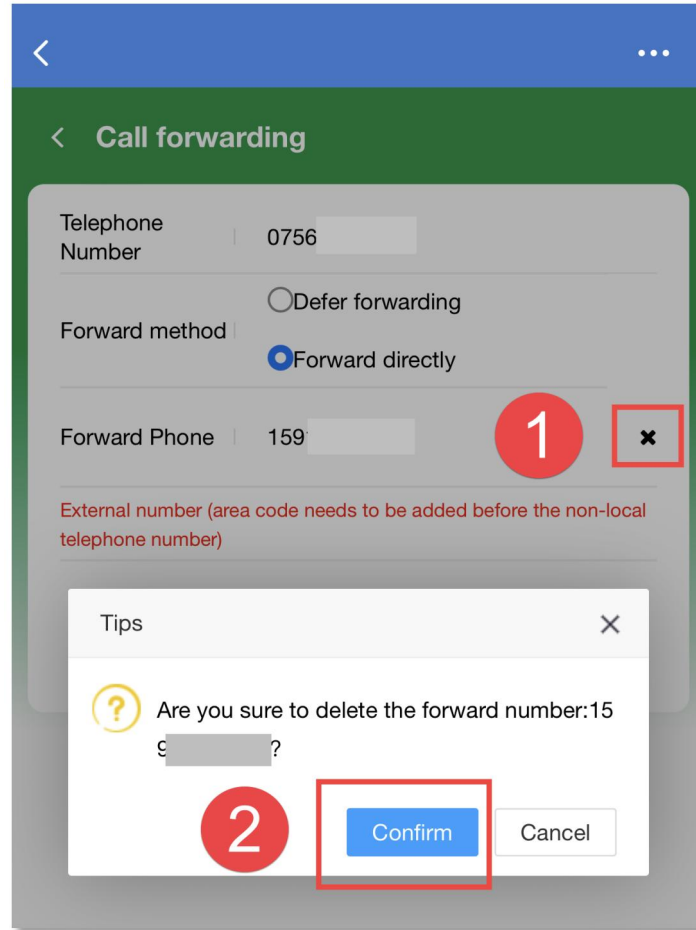 Call forwarding
Telephone
Number
0756
Defer forwarding
Forward method
Forward directly
Forward Phone
159
1
External number (area code needs to be added before the non-local
telephone number)
Tips
Are you sure to delete the forward number:15
9
?
2
Confirm
Cancel